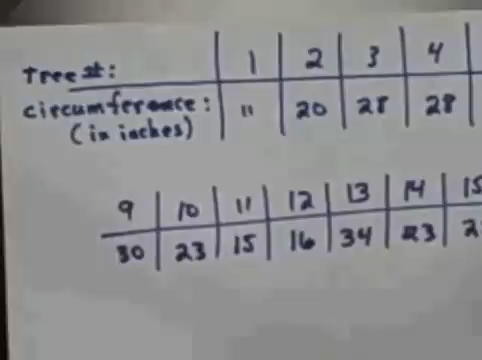 Tree #: 1 2 3 4
circumference: 11 20 28 28
(in inches)
9 10 11 12 13 14 15
30 23 15 16 34 23